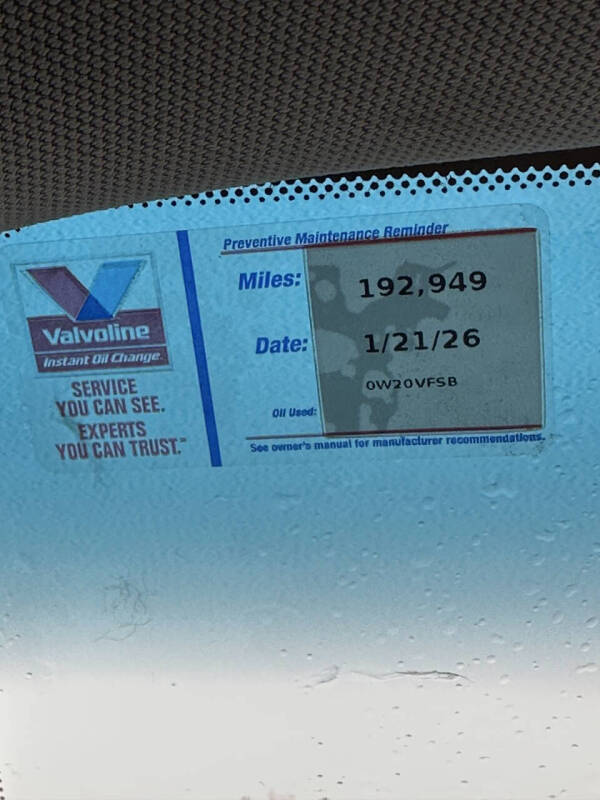 Preventive Maintenance Reminder
Valvoline
Instant Oil Change
SERVICE
YOU CAN SEE.
EXPERTS
YOU CAN TRUST.™
Miles: 192,949
Date: 1/21/26
0W20VFSB
Oil Used:
See owner's manual for manufacturer recommendations.